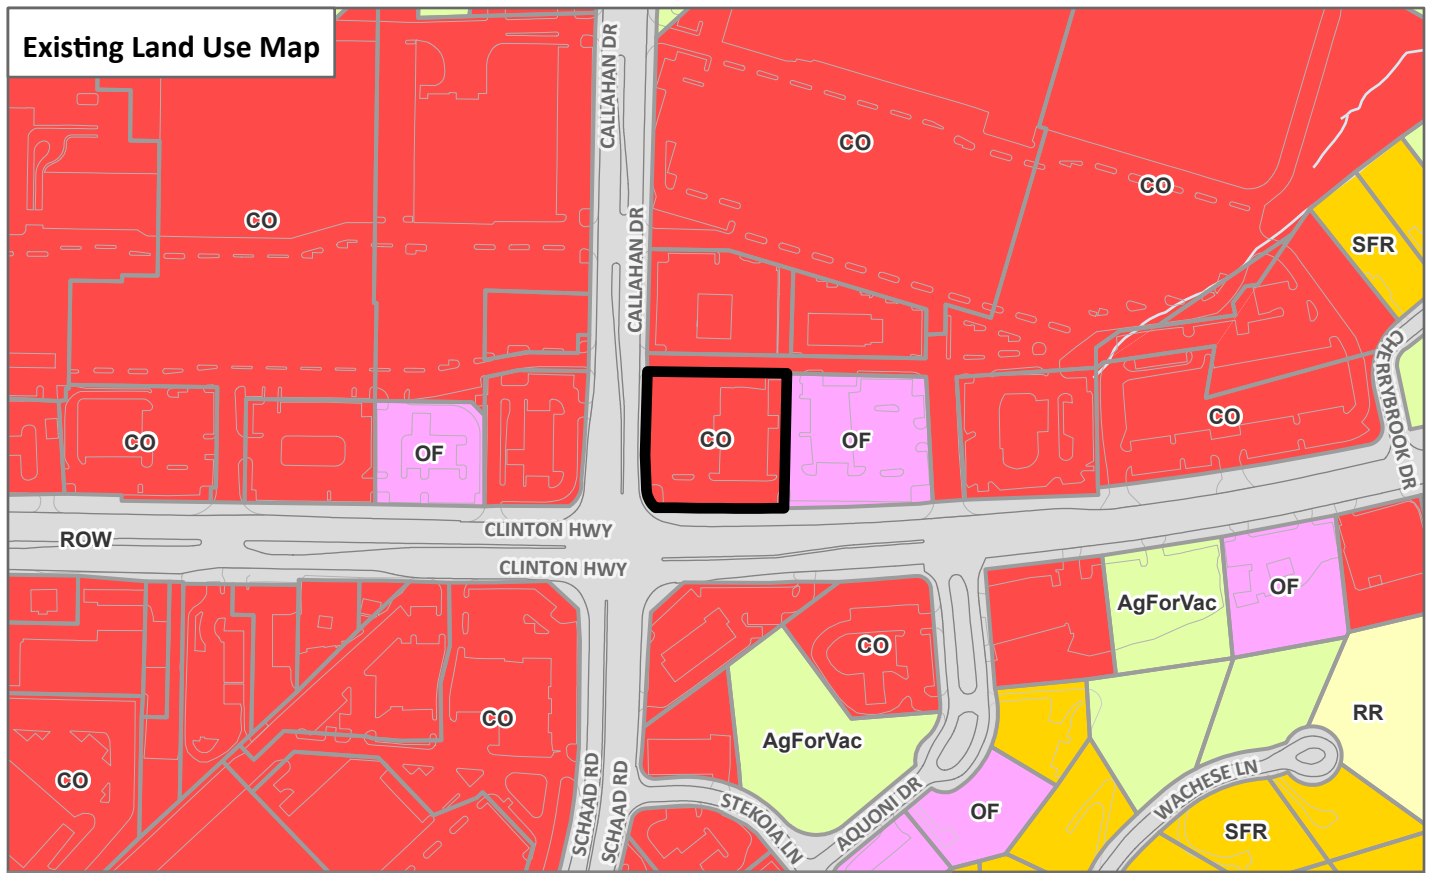 Existing Land Use Map
CALLAHAN DR
CO
CO
CO
CALLAHAN DR
SFR
CHERRYBROOK DR
CO
OF
CO
OF
CO
CLINTON HWY
ROW
CLINTON HWY
AgForVac
OF
CO
CO
AgForVac
RR
CO
SCHAAD RD
SCHAAD RD
STEKOIA LN
AQUONI DR
OF
WACHESE LN
SFR